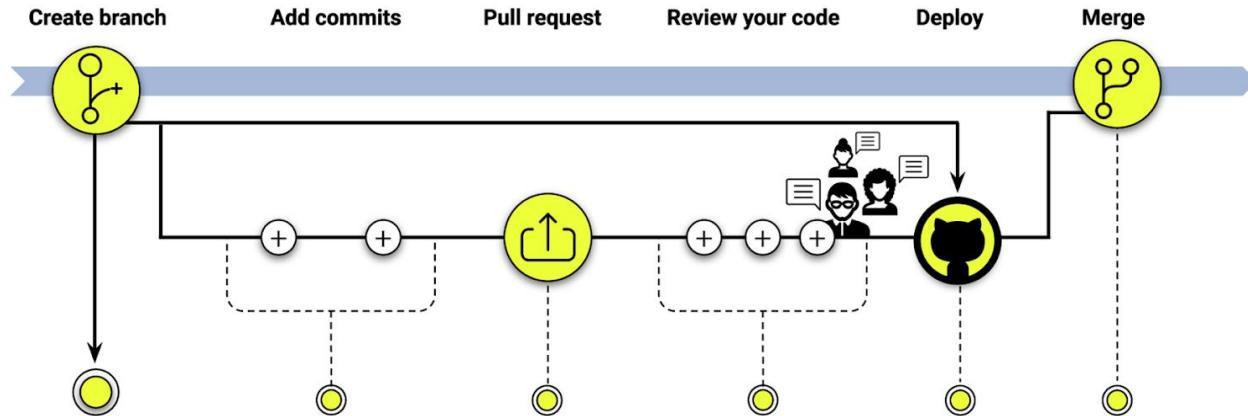 Create branch
Add commits
Pull request
Review your code
Deploy
Merge